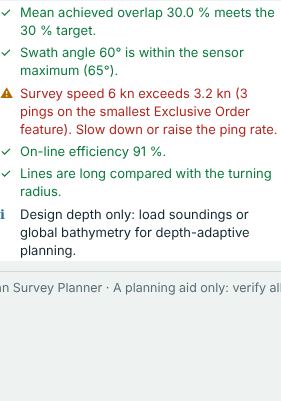 ✓ Mean achieved overlap 30.0 % meets the
30 % target.
✓ Swath angle 60° is within the sensor
maximum (65°).
⚠ Survey speed 6 kn exceeds 3.2 kn (3
pings on the smallest Exclusive Order
feature). Slow down or raise the ping rate.
✓ On-line efficiency 91 %.
✓ Lines are long compared with the turning
radius.
ℹ Design depth only: load soundings or
global bathymetry for depth-adaptive
planning.
Survey Planner · A planning aid only: verify